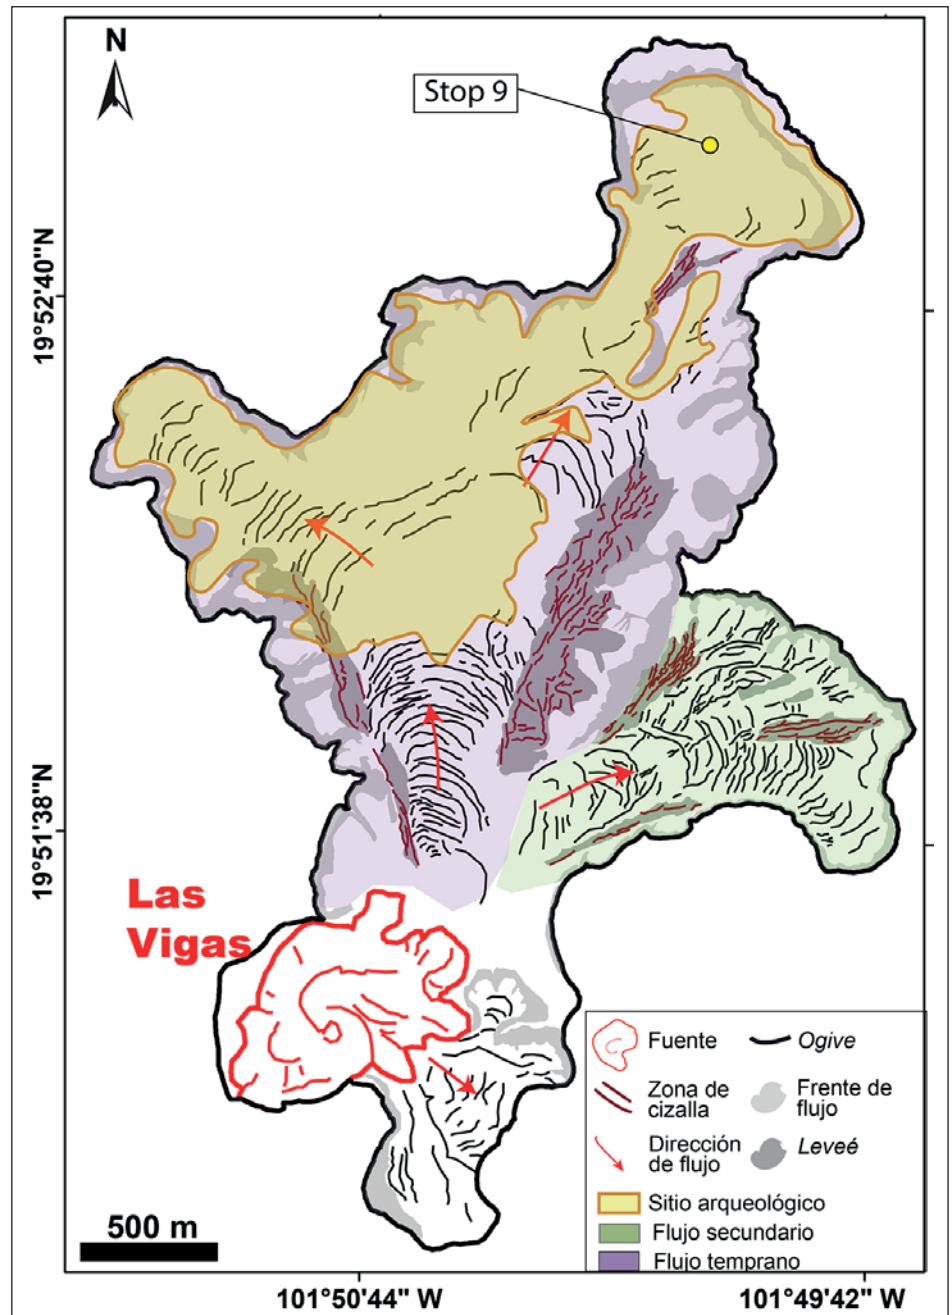 N
Stop 9
19°52'40"N
19°51'38"N
Las
Vigas
Fuente
Ogive
Zona de
cizalla
Frente de
flujo
Dirección
de flujo
Leveé
Sitio arqueológico
Flujo secundario
Flujo temprano
500 m
101°50'44" W
101°49'42" W